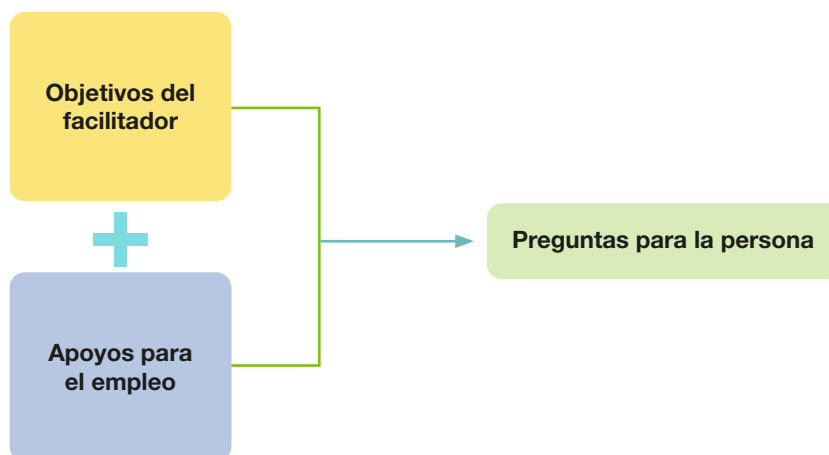 Objetivos del
facilitador
Preguntas para la persona
Apoyos para
el empleo